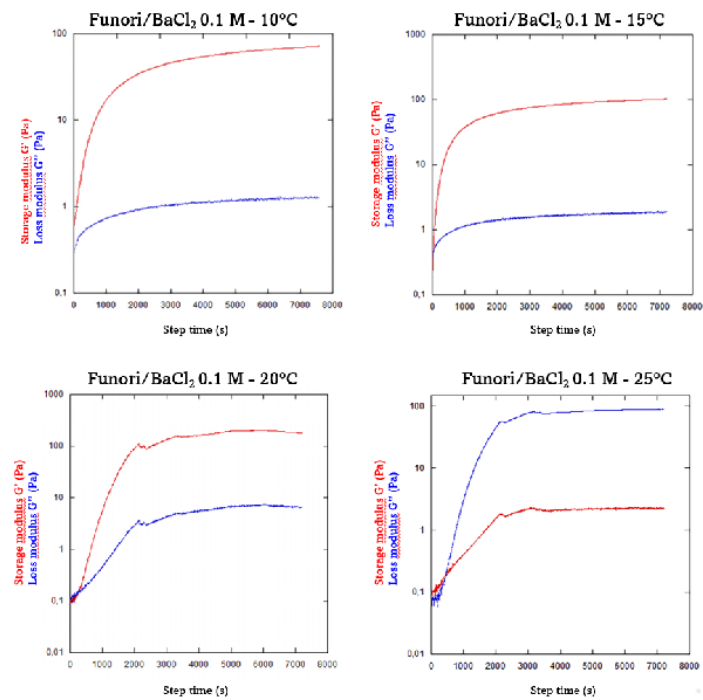 Funori/BaCl₂ 0.1 M - 10°C
100
10
1
0,1
0 1000 2000 3000 4000 5000 6000 7000 8000
Storage modulus G' (Pa)
Loss modulus G'' (Pa)
Step time (s)
Funori/BaCl₂ 0.1 M - 15°C
1000
100
10
1
0,1
0 1000 2000 3000 4000 5000 6000 7000 8000
Storage modulus G' (Pa)
Loss modulus G'' (Pa)
Step time (s)
Funori/BaCl₂ 0.1 M - 20°C
1000
100
10
1
0,1
0,01
0 1000 2000 3000 4000 5000 6000 7000 8000
Storage modulus G' (Pa)
Loss modulus G'' (Pa)
Step time (s)
Funori/BaCl₂ 0.1 M - 25°C
100
10
1
0,1
0,01
0 1000 2000 3000 4000 5000 6000 7000 8000
Storage modulus G' (Pa)
Loss modulus G'' (Pa)
Step time (s)